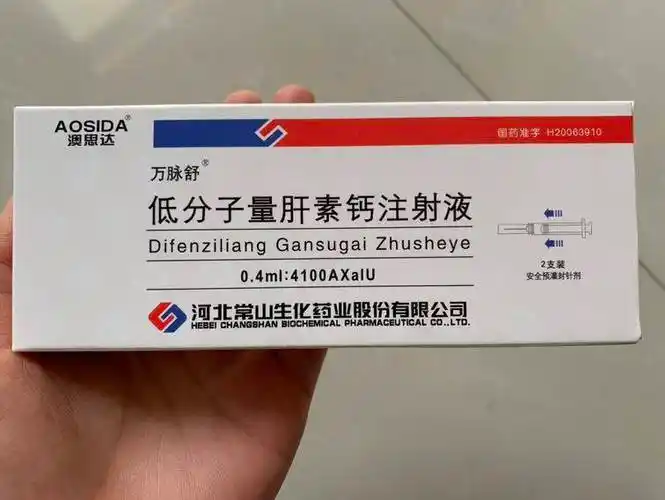 AOSIDA®
澳思达
国药准字 H20063910
万脉舒®
低分子量肝素钙注射液
Difenziliang Gansugai Zhusheye
0.4ml:4100AXaIU
2支装
安全预灌封针剂
河北常山生化药业股份有限公司
HEBEI CHANGSHAN BIOCHEMICAL PHARMACEUTICAL CO.,LTD.